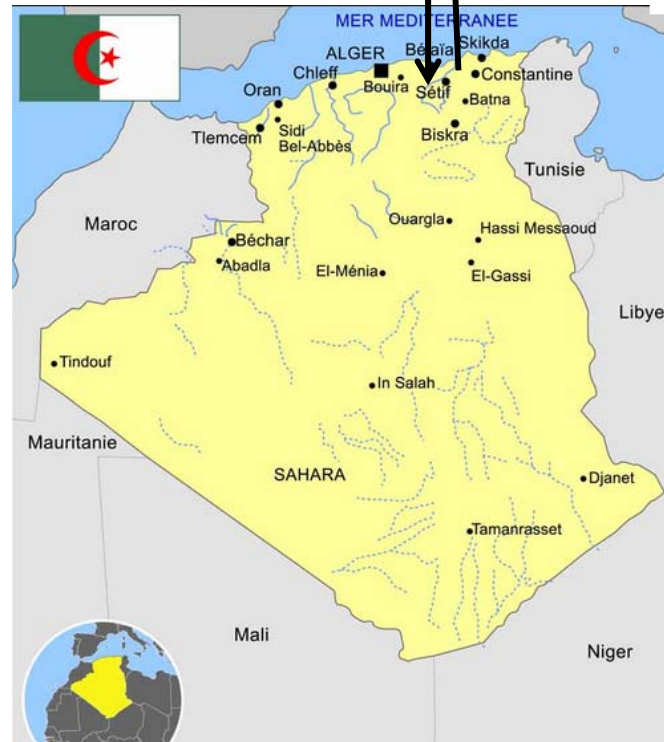 MER MEDITERRANEE
ALGER
Béjaïa
Skikda
Chleff
Bouira
Constantine
Oran
Sétif
Batna
Tlemcem
Sidi
Bel-Abbès
Biskra
Tunisie
Maroc
Ouargla
Hassi Messaoud
Béchar
Abadla
El-Ménia
El-Gassi
Libye
Tindouf
In Salah
Mauritanie
SAHARA
Djanet
Tamanrasset
Mali
Niger